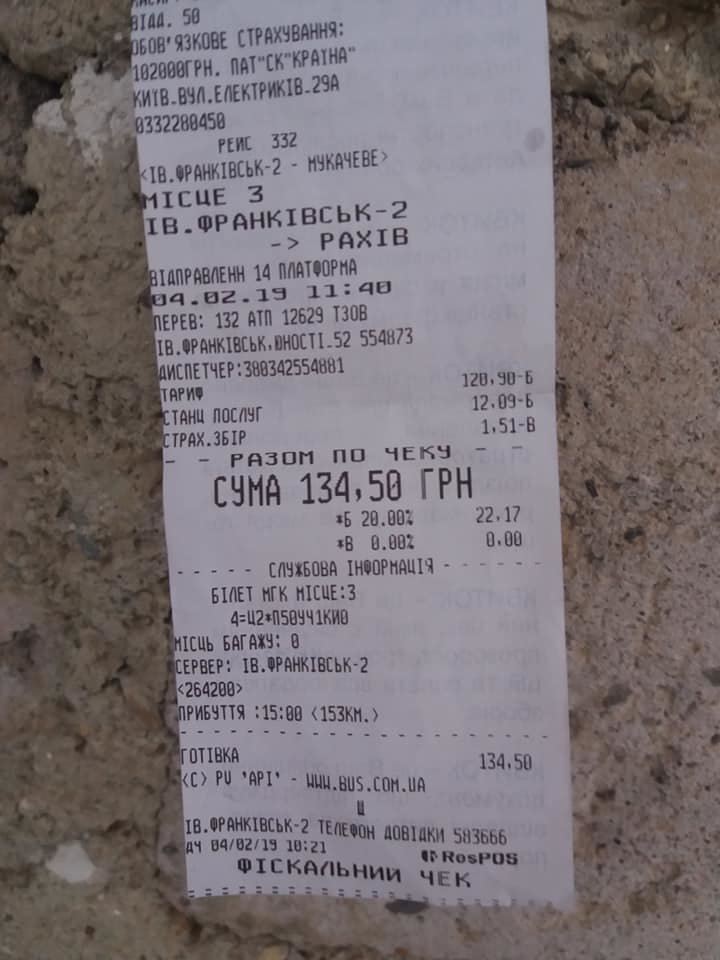 ВІДД. 50
ОБОВ'ЯЗКОВЕ СТРАХУВАННЯ:
102000ГРН. ПАТ"СК"КРАЇНА"
КИЇВ.ВУЛ.ЕЛЕКТРИКІВ.29А
0332280450
РЕЙС 332
<ІВ.ФРАНКІВСЬК-2 - МУКАЧЕВЕ>
МІСЦЕ 3
ІВ.ФРАНКІВСЬК-2
-> РАХІВ
ВІДПРАВЛЕНН 14 ПЛАТФОРМА
04.02.19 11:40
ПЕРЕВ: 132 АТП 12629 ТЗОВ
ІВ.ФРАНКІВСЬК,ЮНОСТІ.52 554873
ДИСПЕТЧЕР:380342554881
ТАРИФ 120,90-Б
СТАНЦ ПОСЛУГ 12,09-Б
СТРАХ.ЗБІР 1,51-В
- - РАЗОМ ПО ЧЕКУ - -
СУМА 134,50 ГРН
*Б 20.00% 22,17
*В 0.00% 0.00
- - - - - СЛУЖБОВА ІНФОРМАЦІЯ - - - - -
БІЛЕТ МГК МІСЦЕ:3
4=Ц2*П50УЧ1КИ0
МІСЦЬ БАГАЖУ: 0
СЕРВЕР: ІВ.ФРАНКІВСЬК-2
<264200>
ПРИБУТТЯ :15:00 <153КМ.>
ГОТІВКА 134,50
<C> PV 'API' - WWW.BUS.COM.UA
Ш
ІВ.ФРАНКІВСЬК-2 ТЕЛЕФОН ДОВІДКИ 583666
ДЧ 04/02/19 10:21 RosPOS
ФІСКАЛЬНИЙ ЧЕК